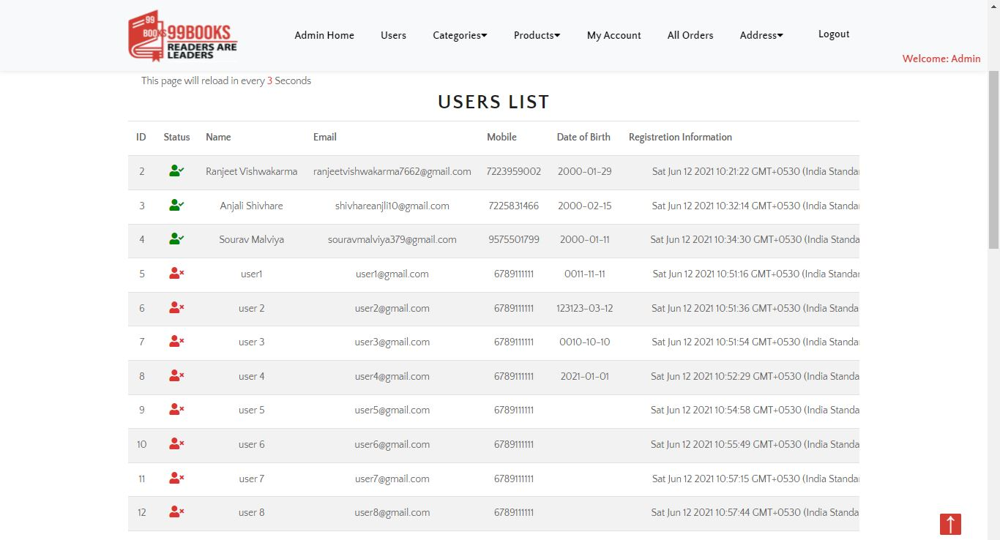 99
BOOKS 99BOOKS
READERS ARE
LEADERS
Admin Home Users Categories Products My Account All Orders Address Logout
Welcome: Admin
This page will reload in every 3 Seconds
USERS LIST
ID Status Name Email Mobile Date of Birth Registretion Information
2 Ranjeet Vishwakarma ranjeetvishwakarma7662@gmail.com 7223959002 2000-01-29 Sat Jun 12 2021 10:21:22 GMT+0530 (India Standar
3 Anjali Shivhare shivhareanjli10@gmail.com 7225831466 2000-02-15 Sat Jun 12 2021 10:32:14 GMT+0530 (India Standar
4 Sourav Malviya souravmalviya379@gmail.com 9575501799 2000-01-11 Sat Jun 12 2021 10:34:30 GMT+0530 (India Standa
5 user1 user1@gmail.com 6789111111 0011-11-11 Sat Jun 12 2021 10:51:16 GMT+0530 (India Standar
6 user 2 user2@gmail.com 6789111111 123123-03-12 Sat Jun 12 2021 10:51:36 GMT+0530 (India Standa
7 user 3 user3@gmail.com 6789111111 0010-10-10 Sat Jun 12 2021 10:51:54 GMT+0530 (India Standar
8 user 4 user4@gmail.com 6789111111 2021-01-01 Sat Jun 12 2021 10:52:29 GMT+0530 (India Standa
9 user 5 user5@gmail.com 6789111111 Sat Jun 12 2021 10:54:58 GMT+0530 (India Standa
10 user 6 user6@gmail.com 6789111111 Sat Jun 12 2021 10:55:49 GMT+0530 (India Standa
11 user 7 user7@gmail.com 6789111111 Sat Jun 12 2021 10:57:15 GMT+0530 (India Standar
12 user 8 user8@gmail.com 6789111111 Sat Jun 12 2021 10:57:44 GMT+0530 (India Standa